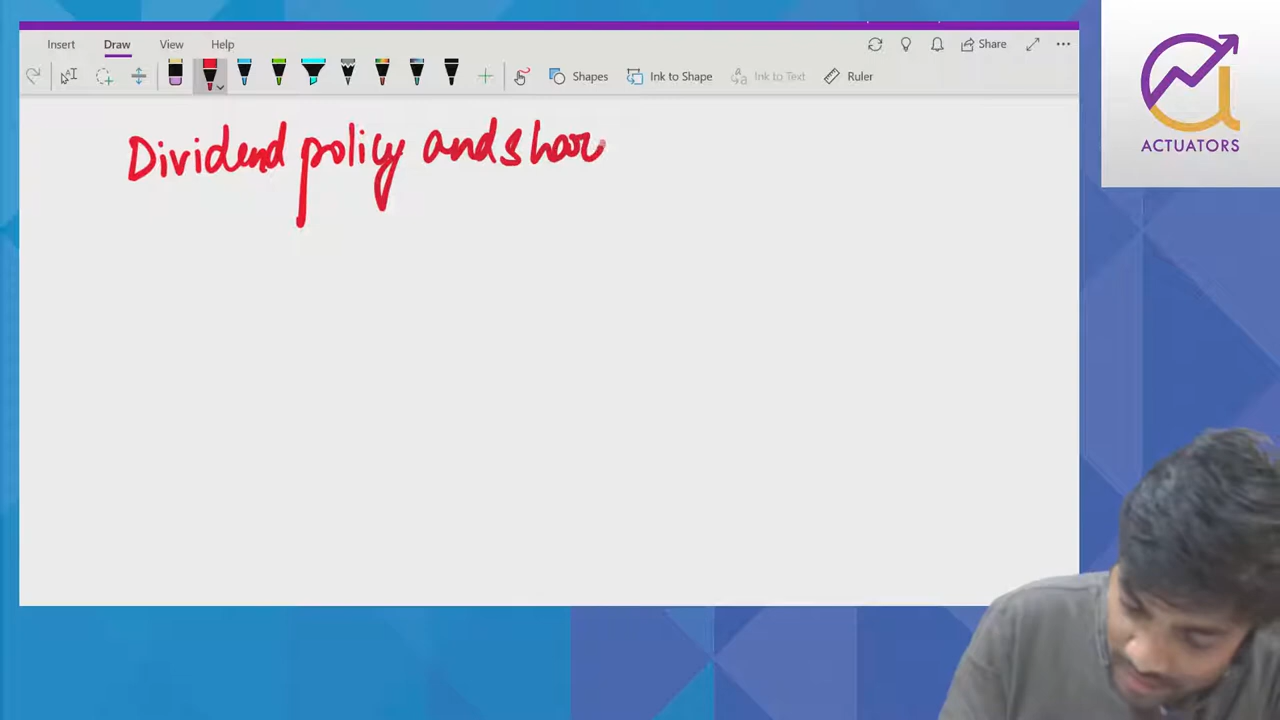 Insert Draw View Help Share
Shapes Ink to Shape Ink to Text Ruler
ACTUATORS
Dividend policy and shar